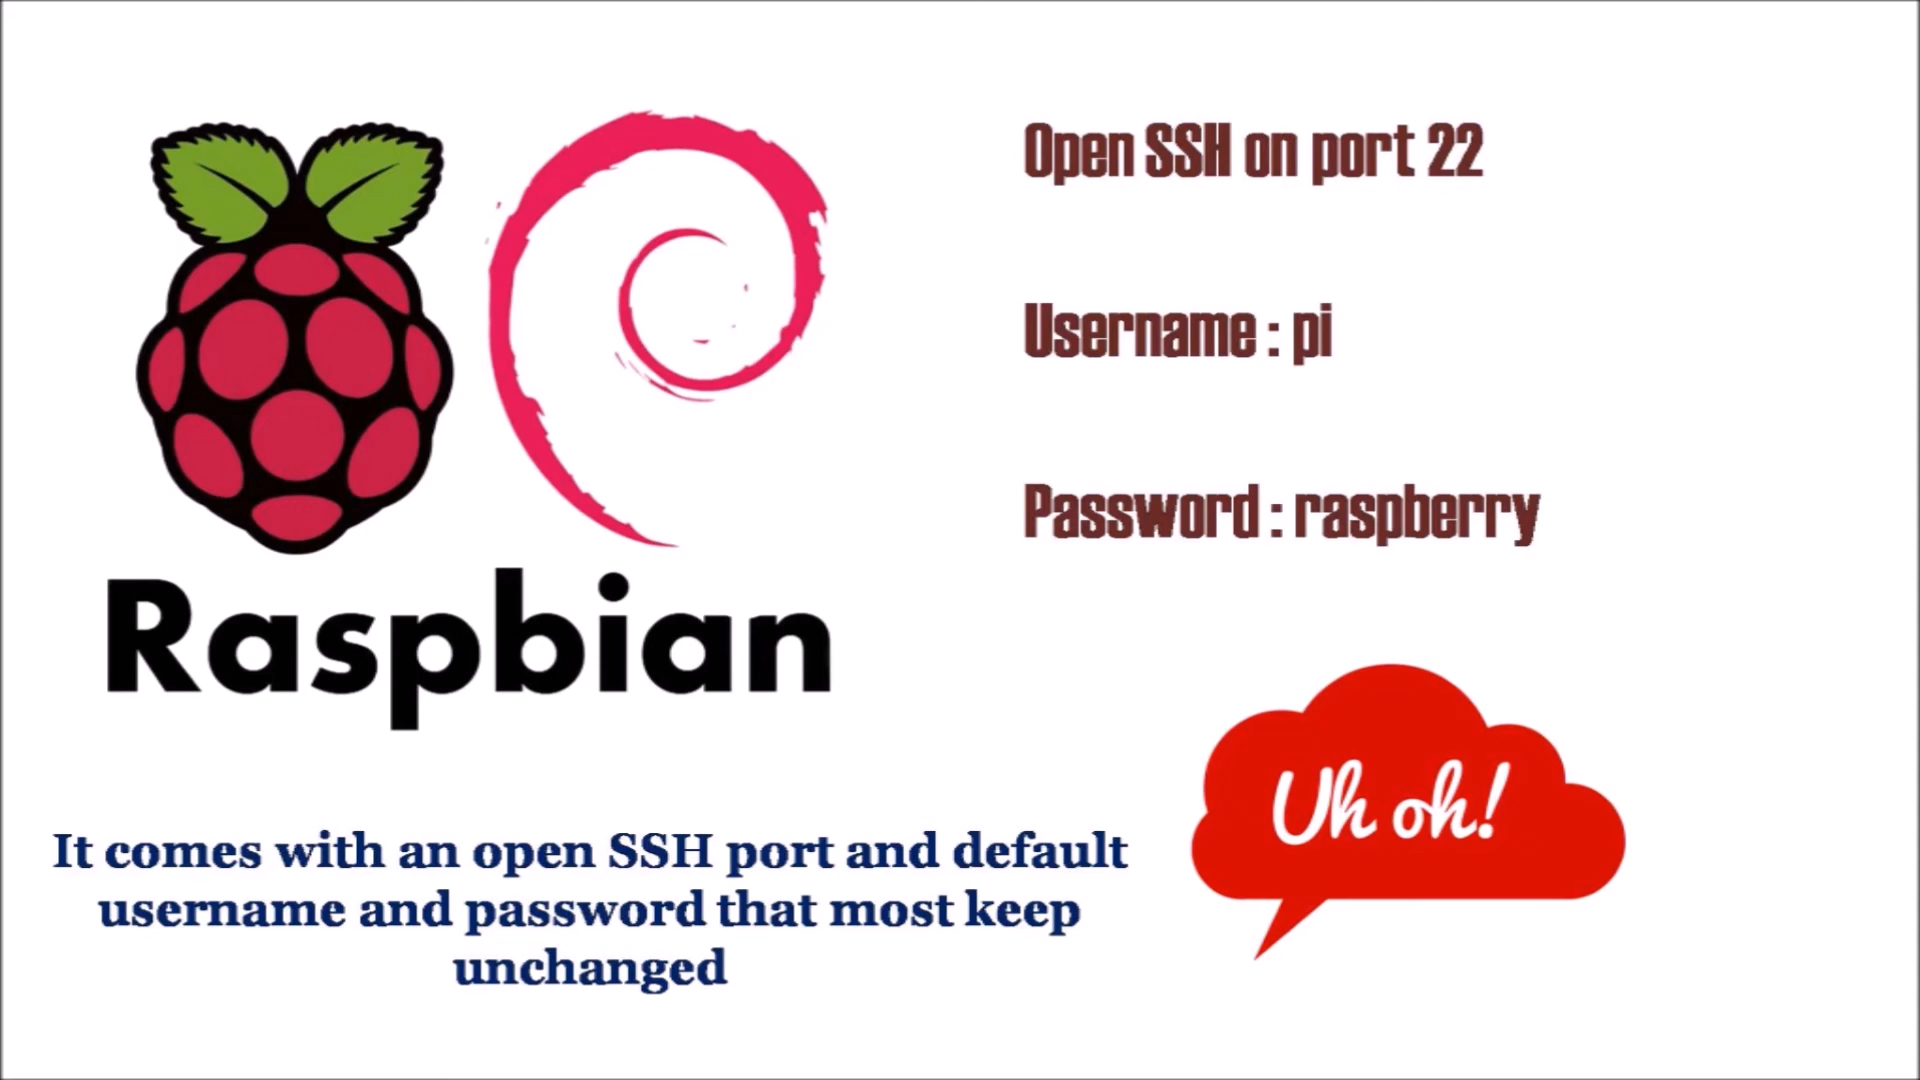 Open SSH on port 22
Username : pi
Password : raspberry
Raspbian
Uh oh!
It comes with an open SSH port and default
username and password that most keep
unchanged